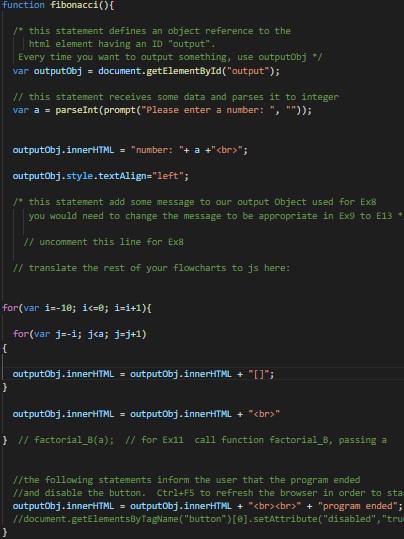 function fibonacci(){
/* this statement defines an object reference to the
html element having an ID "output".
Every time you want to output something, use outputObj */
var outputObj = document.getElementById("output");
// this statement receives some data and parses it to integer
var a = parseInt(prompt("Please enter a number: ", ""));
outputObj.innerHTML = "number: "+ a +"<br>";
outputObj.style.textAlign="left";
/* this statement add some message to our output Object used for Ex8
you would need to change the message to be appropriate in Ex9 to E13 *
// uncomment this line for Ex8
// translate the rest of your flowcharts to js here:
for(var i=-10; i<=0; i=i+1){
for(var j=-i; j<a; j=j+1)
{
outputObj.innerHTML = outputObj.innerHTML + "[]";
}
outputObj.innerHTML = outputObj.innerHTML + "<br>"
} // factorial_B(a); // for Ex11 call function factorial_B, passing a
//the following statements inform the user that the program ended
//and disable the button. Ctrl+F5 to refresh the browser in order to sta
outputObj.innerHTML = outputObj.innerHTML + "<br><br>" + "program ended";
//document.getElementsByTagName("button")[0].setAttribute("disabled","tru
}